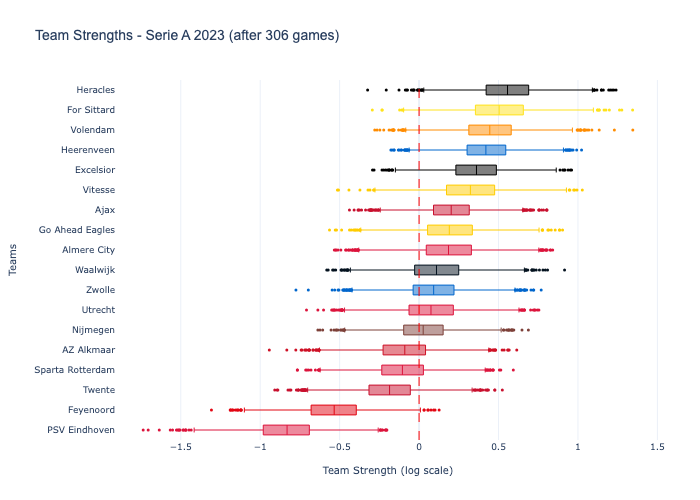 Team Strengths - Serie A 2023 (after 306 games)
Teams
Heracles
For Sittard
Volendam
Heerenveen
Excelsior
Vitesse
Ajax
Go Ahead Eagles
Almere City
Waalwijk
Zwolle
Utrecht
Nijmegen
AZ Alkmaar
Sparta Rotterdam
Twente
Feyenoord
PSV Eindhoven
−1.5 −1 −0.5 0 0.5 1 1.5
Team Strength (log scale)